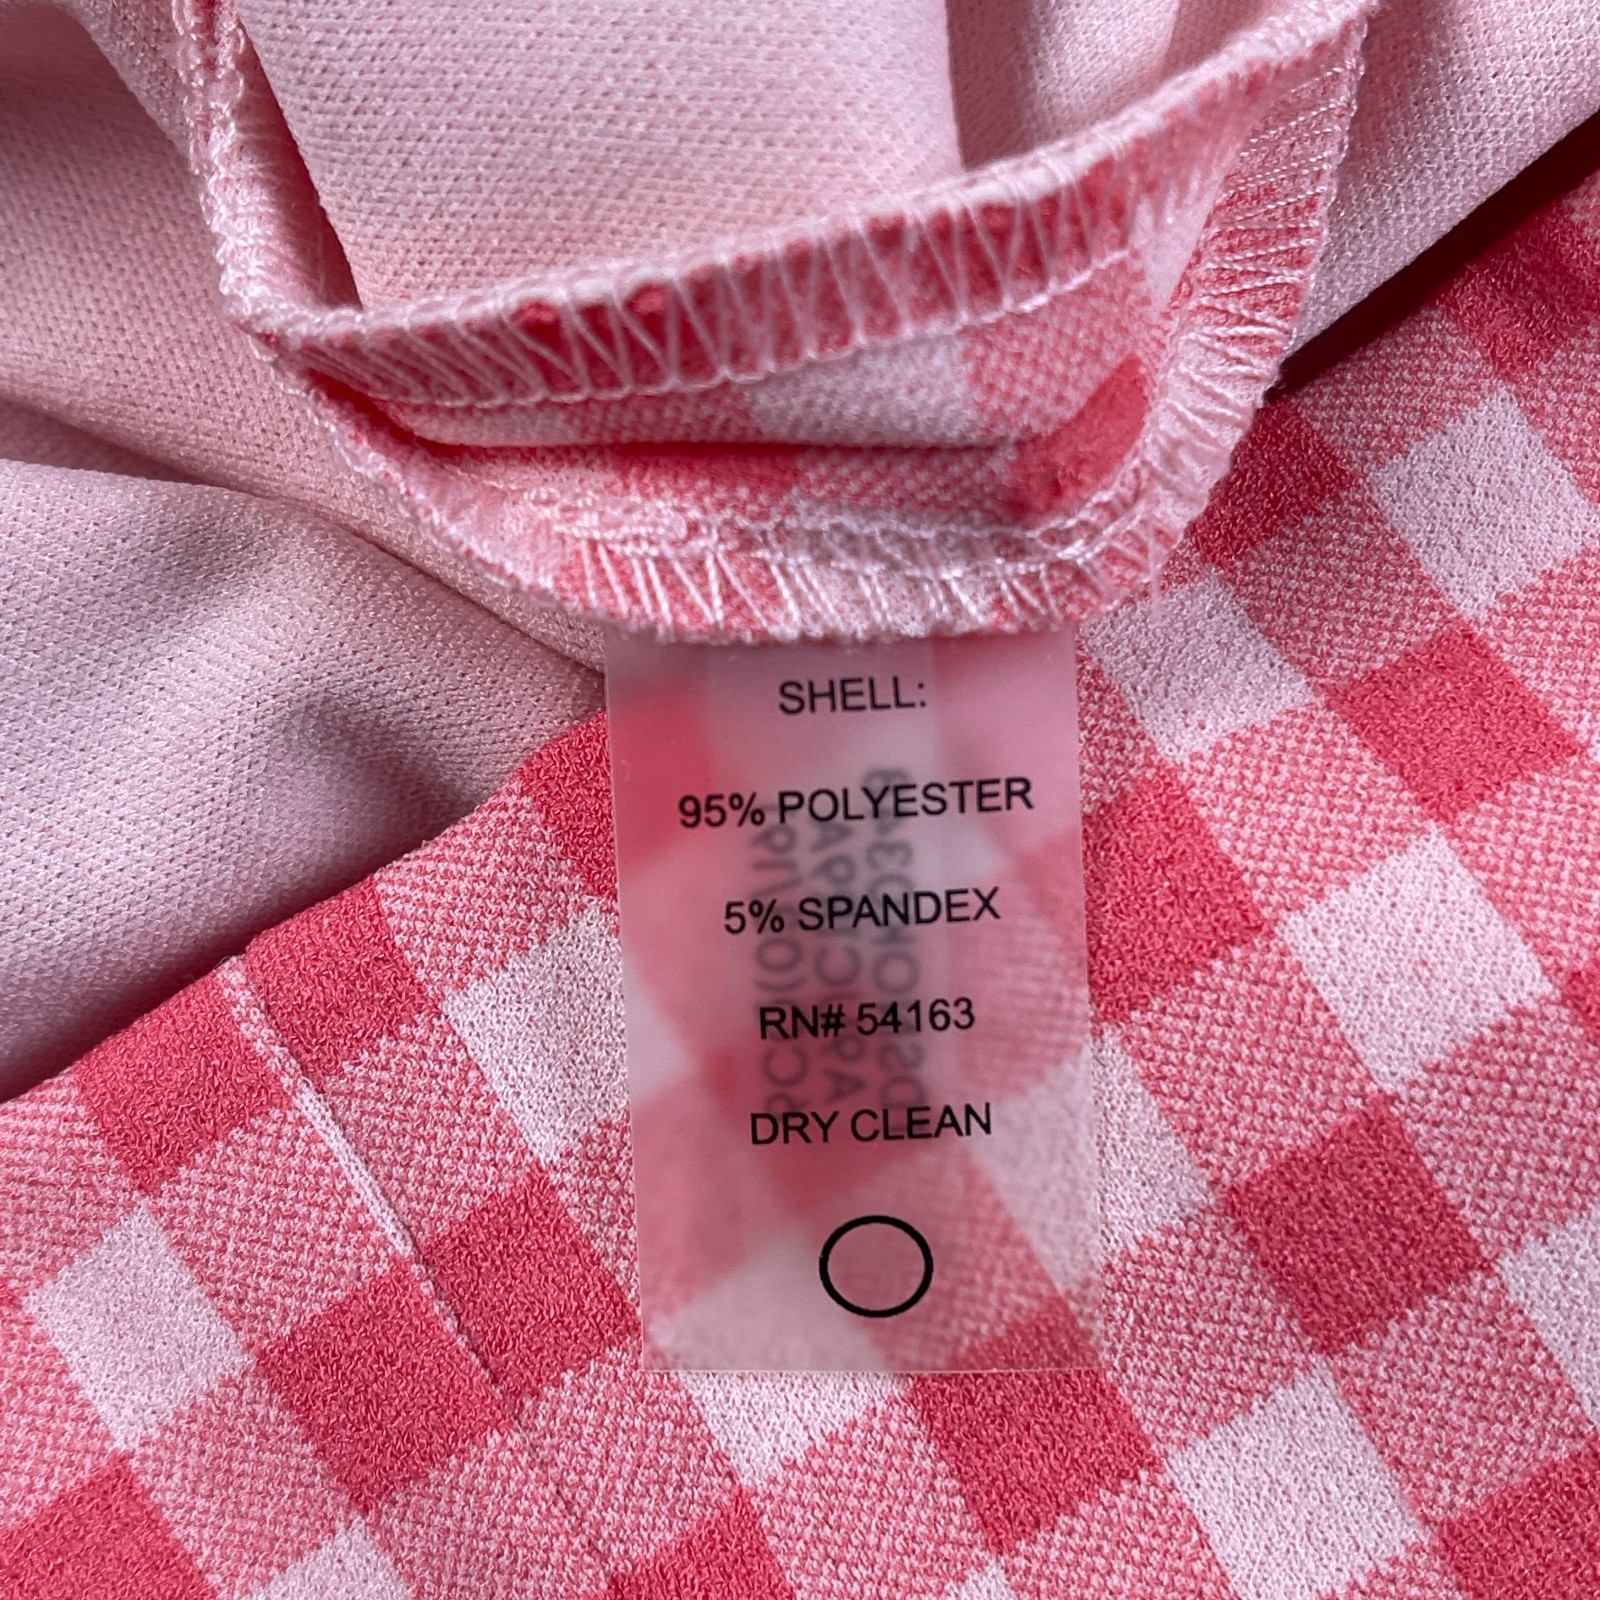 SHELL:
95% POLYESTER
5% SPANDEX
RN# 54163
DRY CLEAN